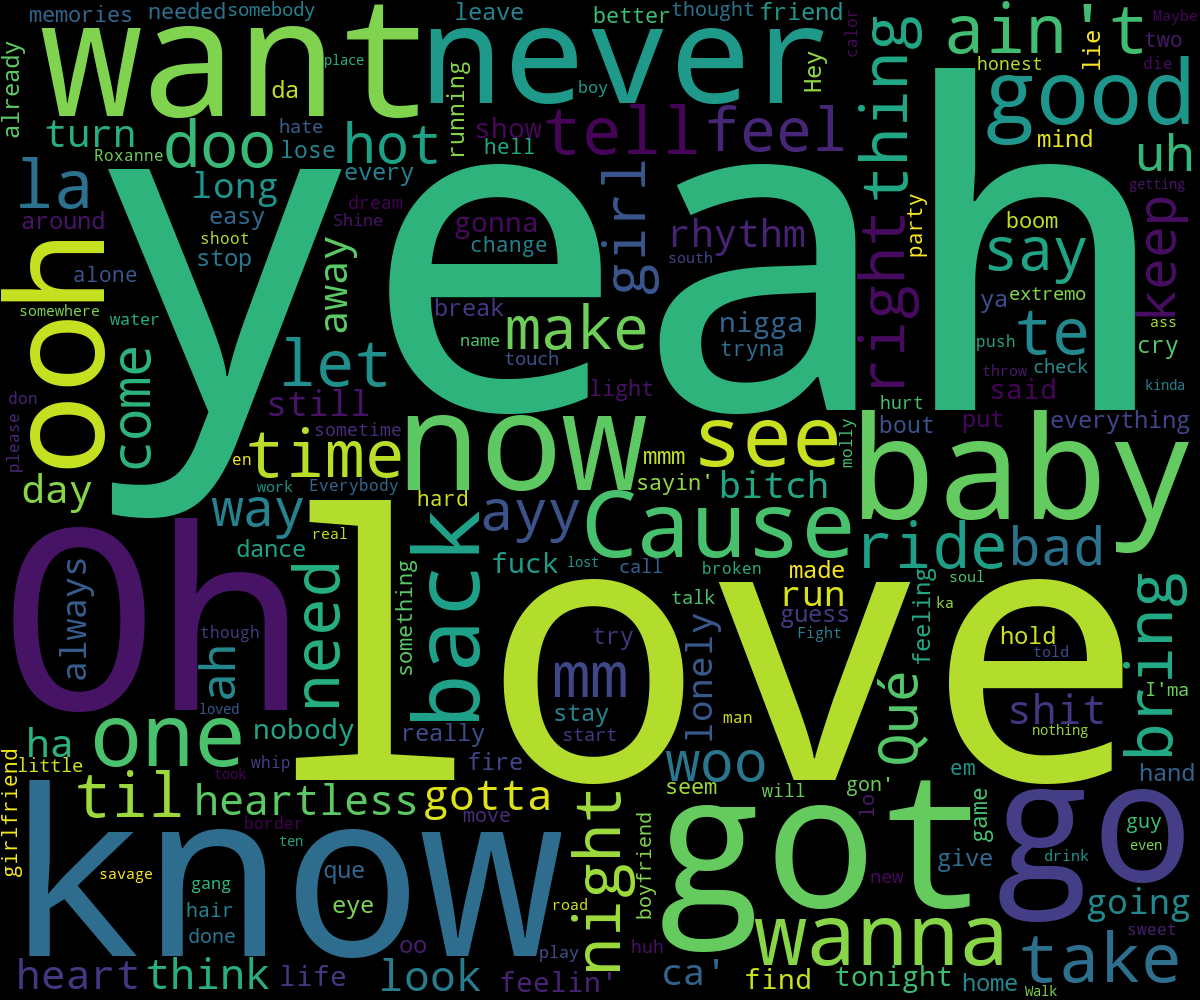 memories
needed
somebody
leave
better
thought
friend
ain't
Maybe
already
want
place
never
boy
Hey
calor
thing
lie'
two
honest
die
da
good
turn
doo
hate
lose
hot
running
show
hell
tell
feel
mind
uh
Roxanne
la
long
every
yeah
girl
getting
around
easy
dream
Shine
gonna
change
rhythm
south
right
party
boom
say
keep
shoot
stop
away
alone
ooh
somewhere
water
come
break
name
make
touch
nigga
tryna
ya
extremo
te
ass
push
cry
check
let
light
throw
said
kinda
don
please
still
sometime
hurt
bout
put
everything
now
see
molly
baby
en
time
mmm
day
work
Everybody
hard
sayin'
bitch
way
ayy
Cause
ride
bad
real
back
dance
fuck
lost
call
broken
made
run
soul
Oh
always
need
something
love
talk
feeling
ka
bring
guess
Fight
though
try
hold
told
ah
mm
lonely
Qué
I'ma
loved
stay
man
shit
one
nobody
really
start
nothing
ha
little
whip
fire
woo
em
hand
took
til
heartless
gotta
seem
will
gon'
girlfriend
border
move
night
boyfriend
got
lo
game
go
guy
ten
know
even
savage
gang
que
give
drink
hair
eye
road
new
going
done
oo
play
huh
wanna
sweet
heart
think
life
look
feelin'
ca'
find
tonight
home
Walk
take